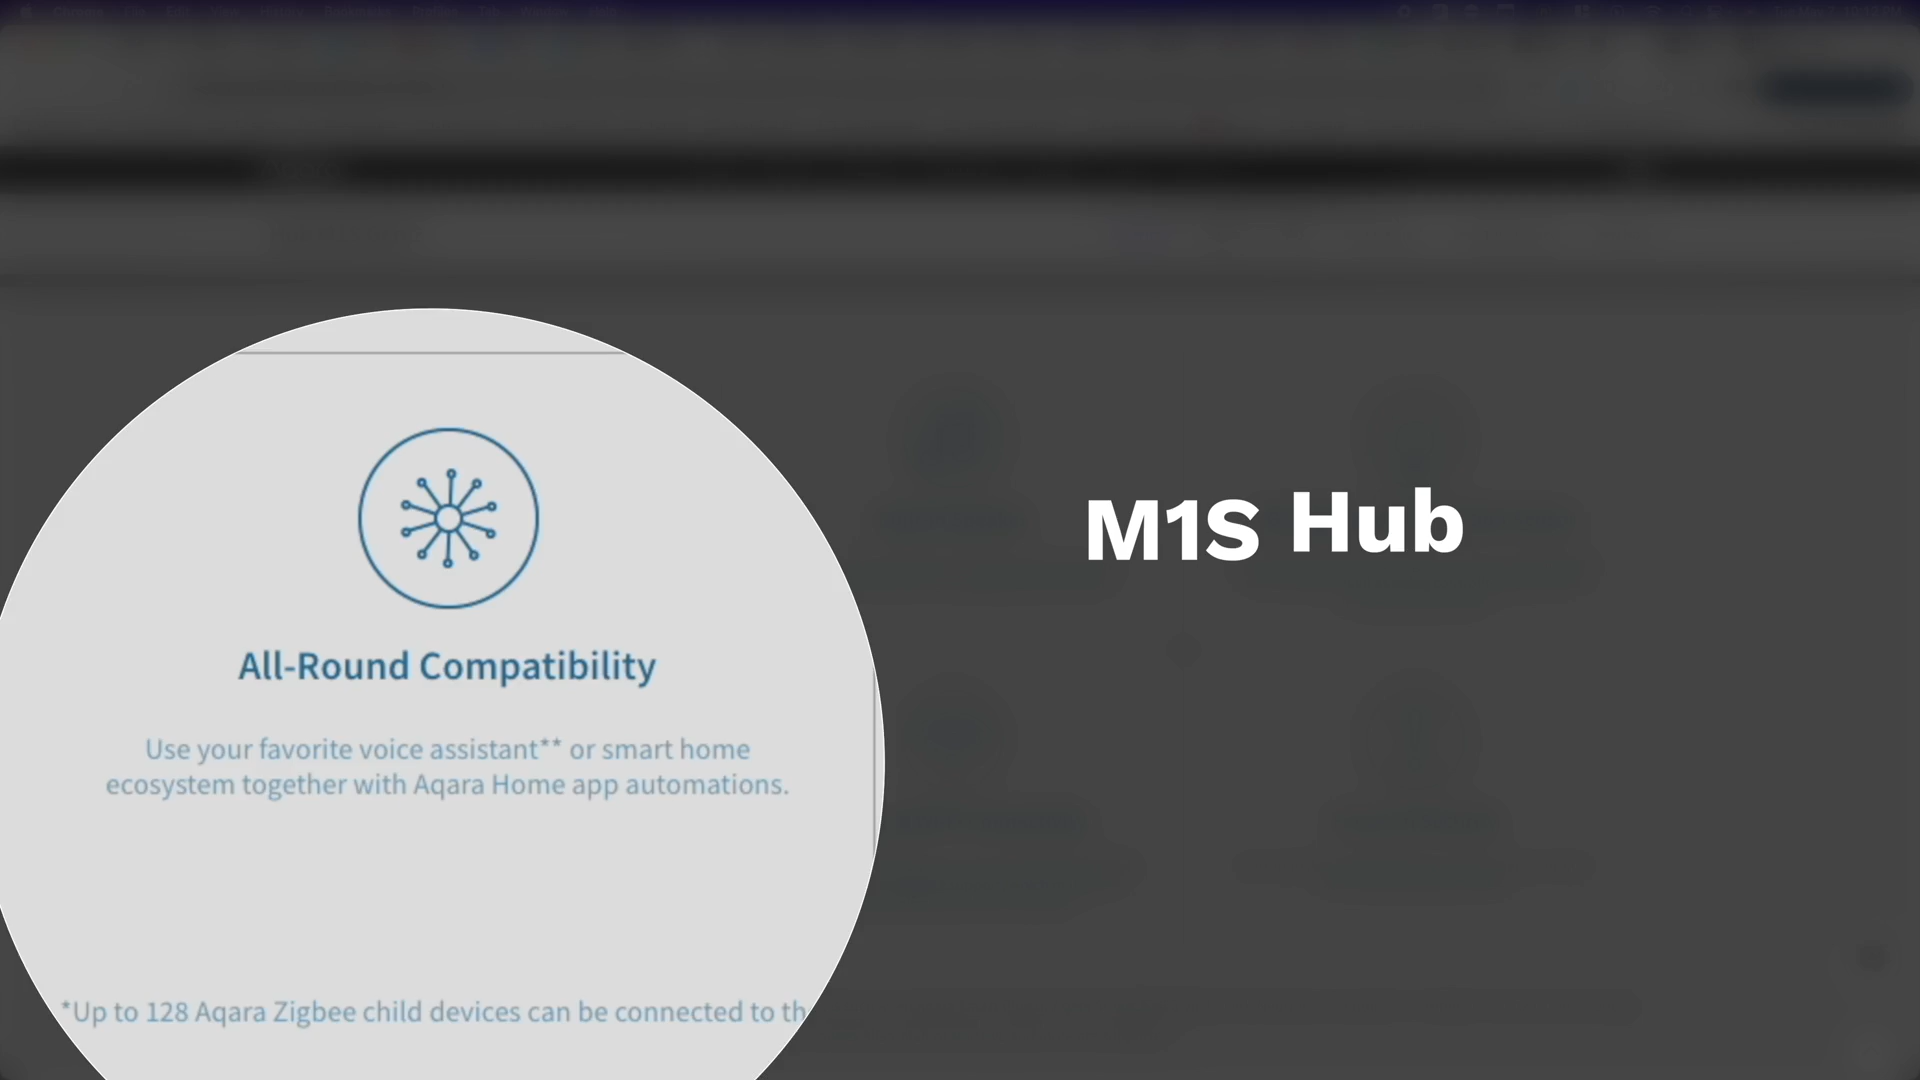 All-Round Compatibility
Use your favorite voice assistant** or smart home
ecosystem together with Aqara Home app automations.
*Up to 128 Aqara Zigbee child devices can be connected to th
M1S Hub